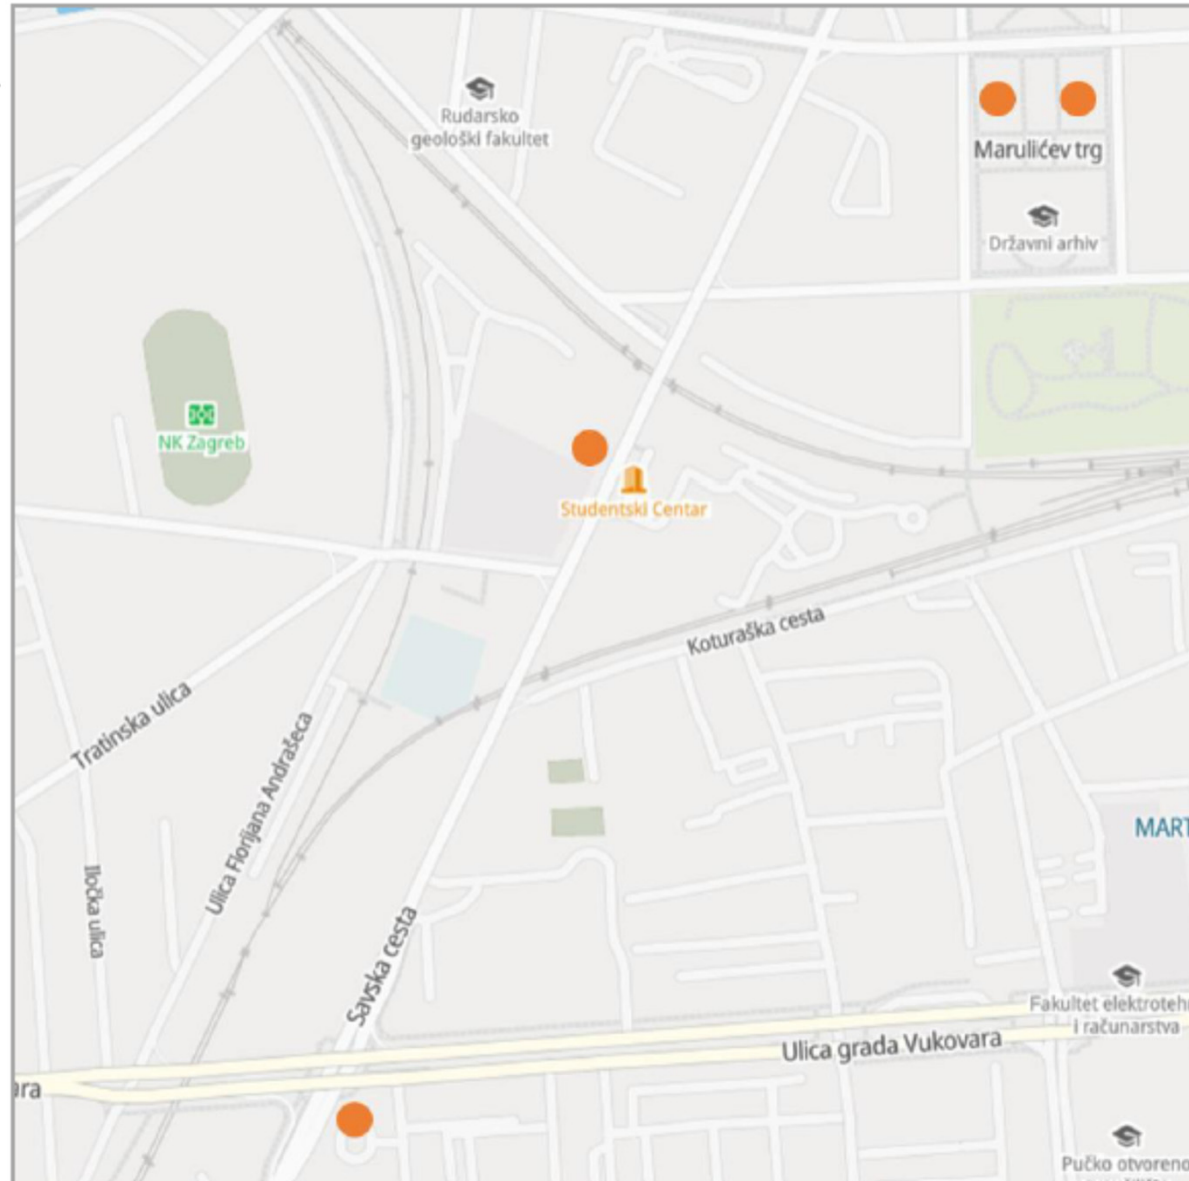 Rudarsko
geološki fakultet
Marulićev trg
Državni arhiv
NK Zagreb
Studentski Centar
Koturaška cesta
Tratinska ulica
Ulica Florijana Andrašeca
MART
Iločka ulica
Savska cesta
Fakultet elektroteh
i računarstva
Ulica grada Vukovara
ara
Pučko otvoreno